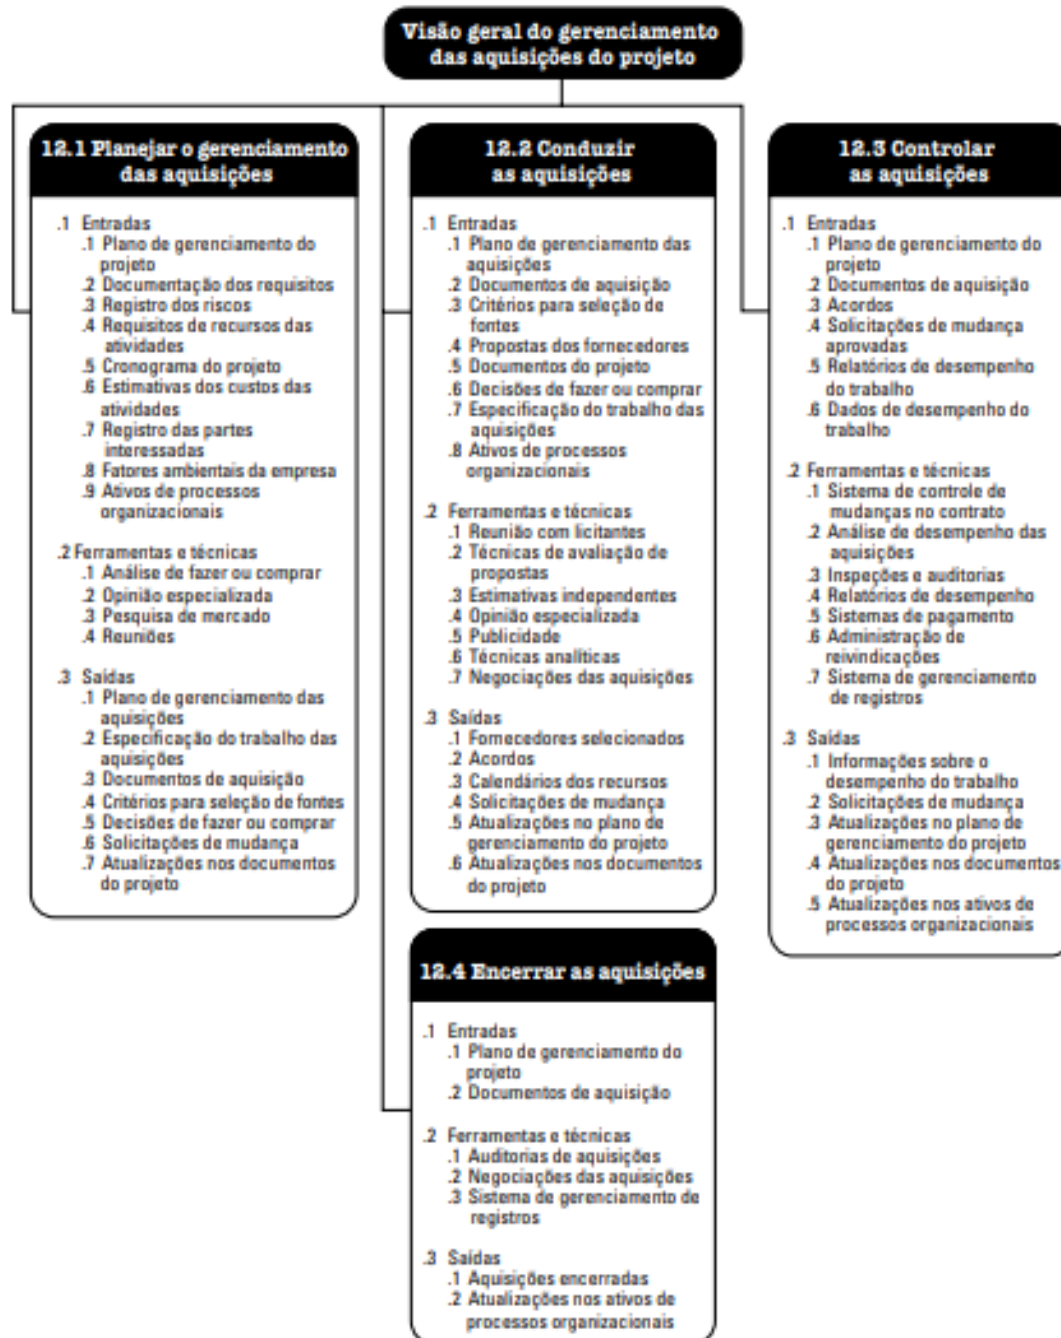 Visão geral do gerenciamento
das aquisições do projeto
12.1 Planejar o gerenciamento
das aquisições
.1 Entradas
.1 Plano de gerenciamento do
projeto
.2 Documentação dos requisitos
.3 Registro dos riscos
.4 Requisitos de recursos das
atividades
.5 Cronograma do projeto
.6 Estimativas dos custos das
atividades
.7 Registro das partes
interessadas
.8 Fatores ambientais da empresa
.9 Ativos de processos
organizacionais
.2 Ferramentas e técnicas
.1 Análise de fazer ou comprar
.2 Opinião especializada
.3 Pesquisa de mercado
.4 Reuniões
.3 Saídas
.1 Plano de gerenciamento das
aquisições
.2 Especificação do trabalho das
aquisições
.3 Documentos de aquisição
.4 Critérios para seleção de fontes
.5 Decisões de fazer ou comprar
.6 Solicitações de mudança
.7 Atualizações nos documentos
do projeto
12.2 Conduzir
as aquisições
.1 Entradas
.1 Plano de gerenciamento das
aquisições
.2 Documentos de aquisição
.3 Critérios para seleção de
fontes
.4 Propostas dos fornecedores
.5 Documentos do projeto
.6 Decisões de fazer ou comprar
.7 Especificação do trabalho das
aquisições
.8 Ativos de processos
organizacionais
.2 Ferramentas e técnicas
.1 Reunião com licitantes
.2 Técnicas de avaliação de
propostas
.3 Estimativas independentes
.4 Opinião especializada
.5 Publicidade
.6 Técnicas analíticas
.7 Negociações das aquisições
.3 Saídas
.1 Fornecedores selecionados
.2 Acordos
.3 Calendários dos recursos
.4 Solicitações de mudança
.5 Atualizações no plano de
gerenciamento do projeto
.6 Atualizações nos documentos
do projeto
12.3 Controlar
as aquisições
.1 Entradas
.1 Plano de gerenciamento do
projeto
.2 Documentos de aquisição
.3 Acordos
.4 Solicitações de mudança
aprovadas
.5 Relatórios de desempenho
do trabalho
.6 Dados de desempenho do
trabalho
.2 Ferramentas e técnicas
.1 Sistema de controle de
mudanças no contrato
.2 Análise de desempenho das
aquisições
.3 Inspeções e auditorias
.4 Relatórios de desempenho
.5 Sistemas de pagamento
.6 Administração de
reivindicações
.7 Sistema de gerenciamento
de registros
.3 Saídas
.1 Informações sobre o
desempenho do trabalho
.2 Solicitações de mudança
.3 Atualizações no plano de
gerenciamento do projeto
.4 Atualizações nos documentos
do projeto
.5 Atualizações nos ativos de
processos organizacionais
12.4 Encerrar as aquisições
.1 Entradas
.1 Plano de gerenciamento do
projeto
.2 Documentos de aquisição
.2 Ferramentas e técnicas
.1 Auditorias de aquisições
.2 Negociações das aquisições
.3 Sistema de gerenciamento de
registros
.3 Saídas
.1 Aquisições encerradas
.2 Atualizações nos ativos de
processos organizacionais